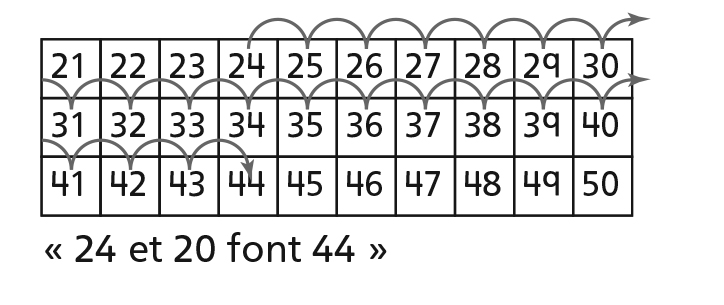 21 22 23 24 25 26 27 28 29 30
31 32 33 34 35 36 37 38 39 40
41 42 43 44 45 46 47 48 49 50
« 24 et 20 font 44 »